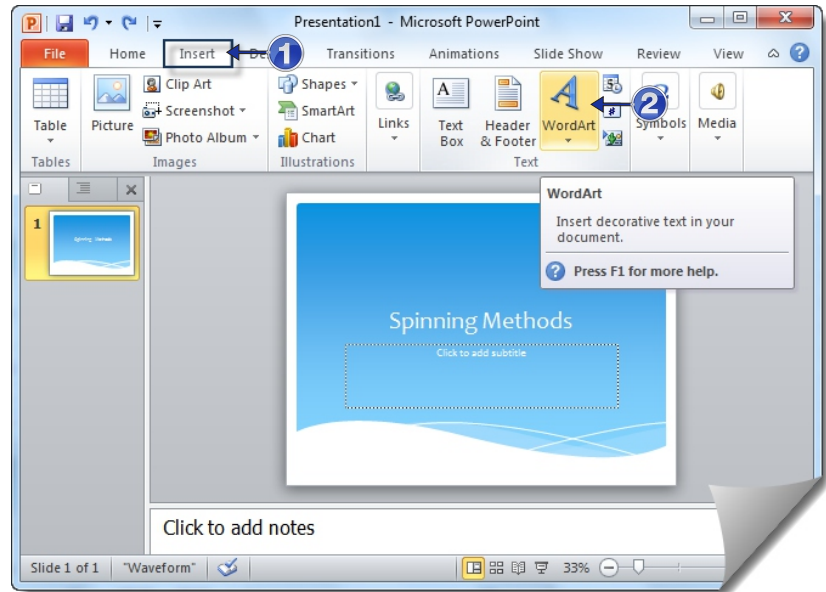 Presentation1 - Microsoft PowerPoint
File Home Insert Transitions Animations Slide Show Review View
1
Clip Art Shapes
Screenshot SmartArt
Photo Album Chart
Table Picture Links Text Box Header & Footer WordArt Symbols Media
2
Tables Images Illustrations Text
WordArt
Insert decorative text in your
document.
Press F1 for more help.
1
Spinning Methods
Spinning Methods
Click to add subtitle
Click to add notes
Slide 1 of 1 "Waveform" 33%